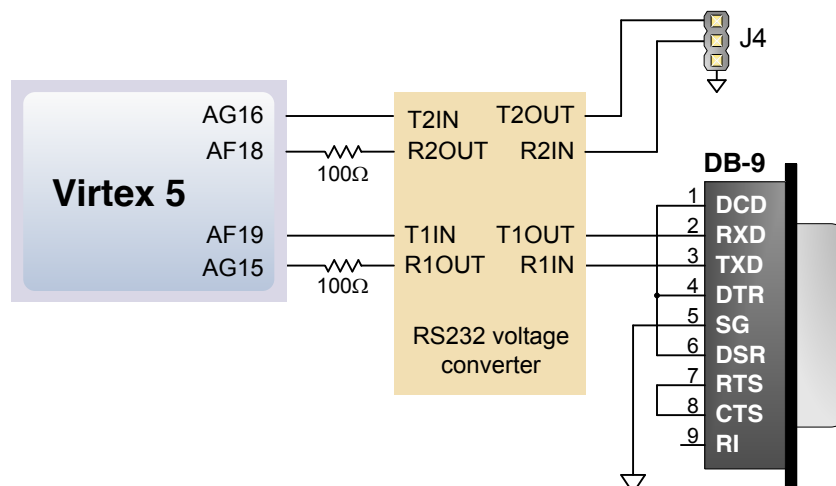 J4
AG16
T2IN
T2OUT
AF18
100Ω
R2OUT
R2IN
Virtex 5
AF19
T1IN
T1OUT
AG15
100Ω
R1OUT
R1IN
RS232 voltage
converter
DB-9
1 DCD
2 RXD
3 TXD
4 DTR
5 SG
6 DSR
7 RTS
8 CTS
9 RI